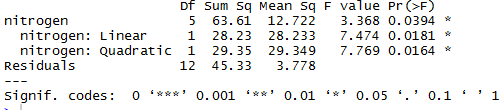 Df Sum Sq Mean Sq F value Pr(>F)
nitrogen 5 63.61 12.722 3.368 0.0394 *
nitrogen: Linear 1 28.23 28.233 7.474 0.0181 *
nitrogen: Quadratic 1 29.35 29.349 7.769 0.0164 *
Residuals 12 45.33 3.778
---
Signif. codes: 0 ‘***’ 0.001 ‘**’ 0.01 ‘*’ 0.05 ‘.’ 0.1 ‘ ’ 1